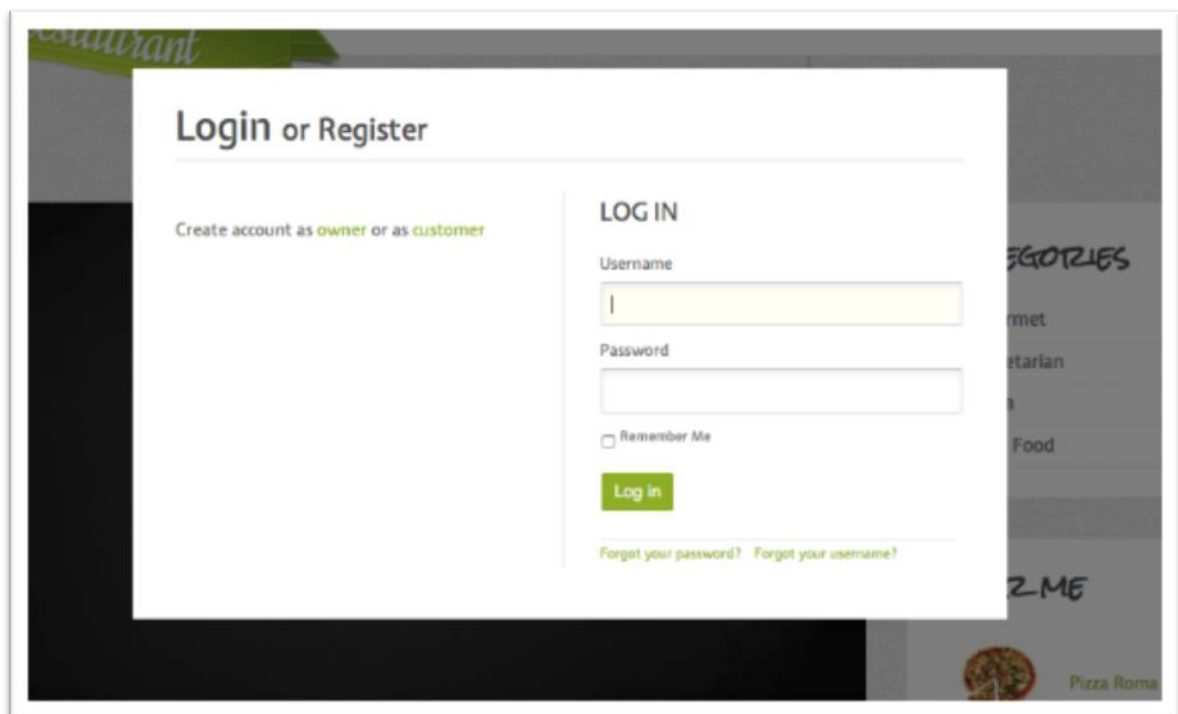 Login or Register
Create account as owner or as customer
LOG IN
Username
Password
Remember Me
Log in
Forgot your password? Forgot your username?
Food
ME
Pizza Roma